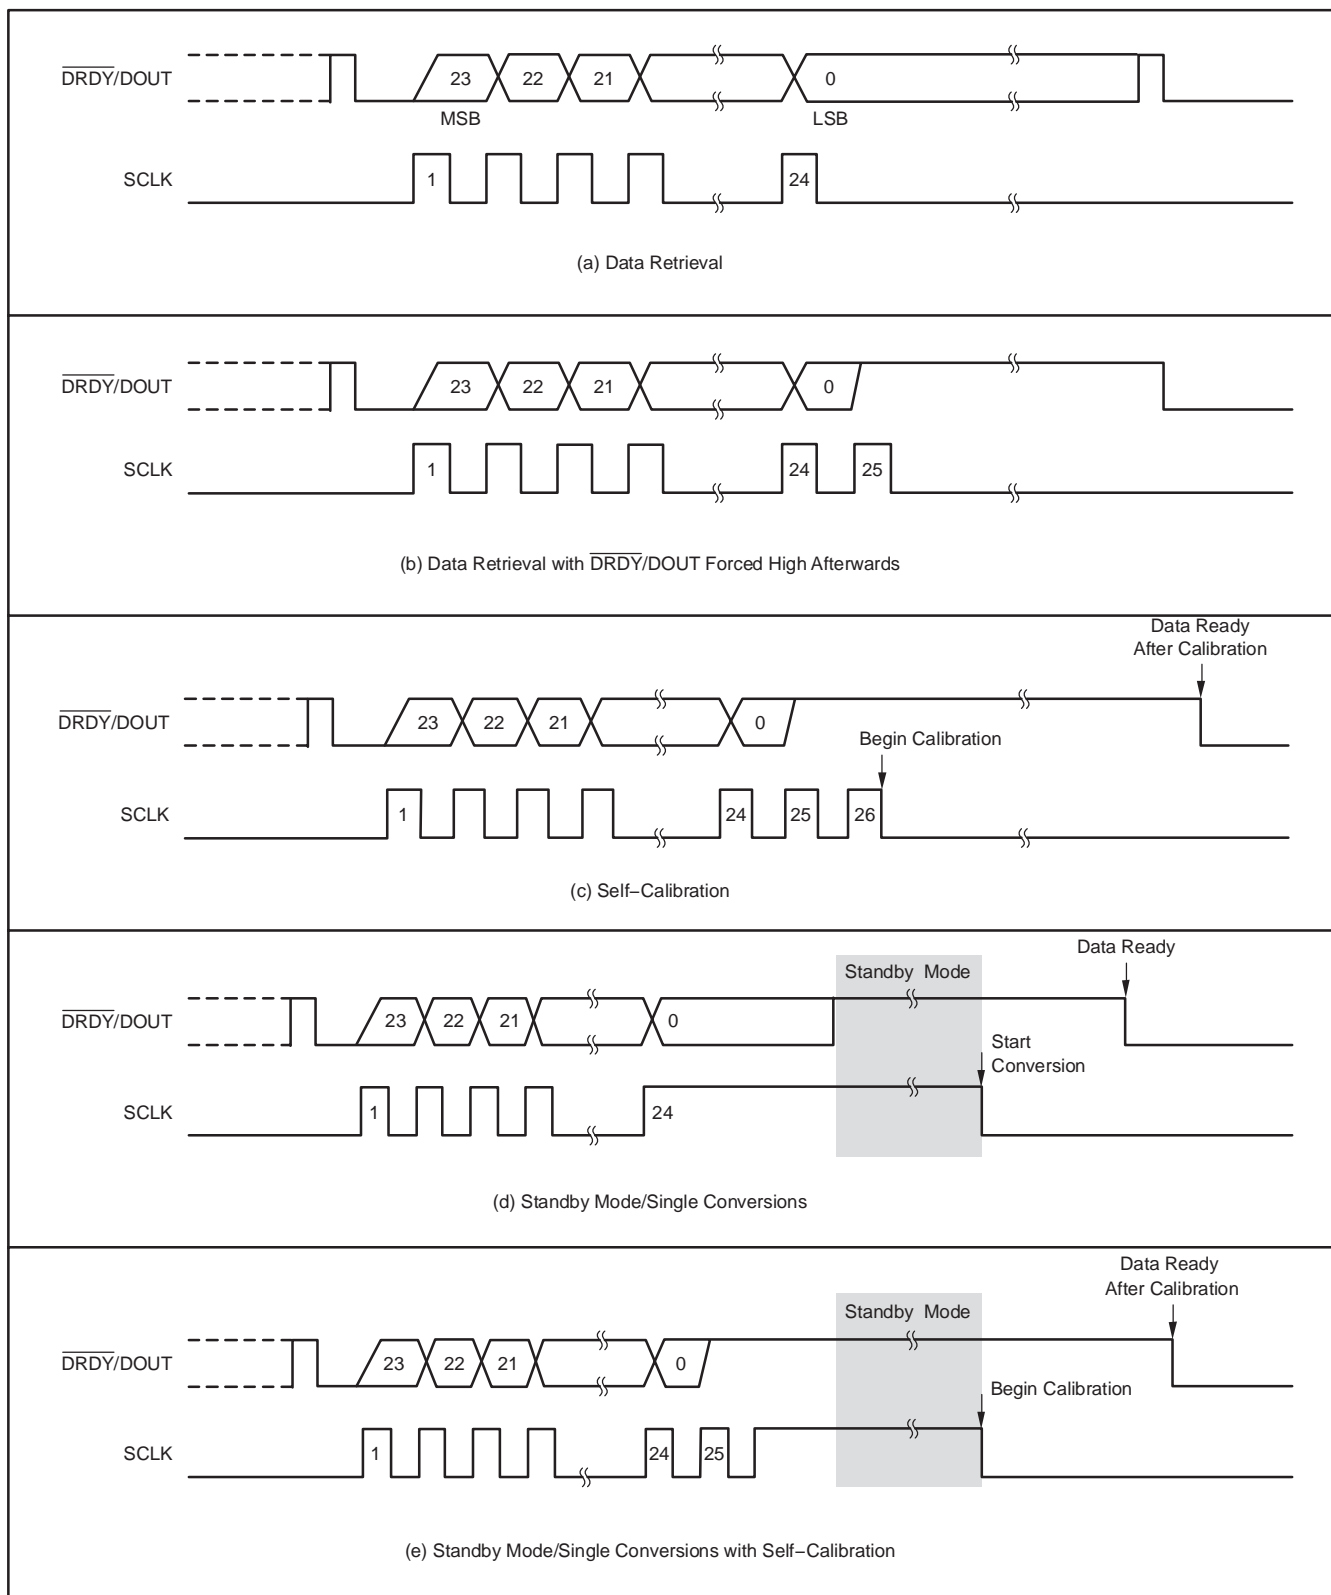 DRDY/DOUT 23 22 21 0
MSB LSB
SCLK 1 24
(a) Data Retrieval
DRDY/DOUT 23 22 21 0
SCLK 1 24 25
(b) Data Retrieval with DRDY/DOUT Forced High Afterwards
Data Ready
After Calibration
DRDY/DOUT 23 22 21 0
Begin Calibration
SCLK 1 24 25 26
(c) Self−Calibration
Data Ready
Standby Mode
DRDY/DOUT 23 22 21 0
Start
Conversion
SCLK 1 24
(d) Standby Mode/Single Conversions
Data Ready
After Calibration
Standby Mode
DRDY/DOUT 23 22 21 0
Begin Calibration
SCLK 1 24 25
(e) Standby Mode/Single Conversions with Self−Calibration